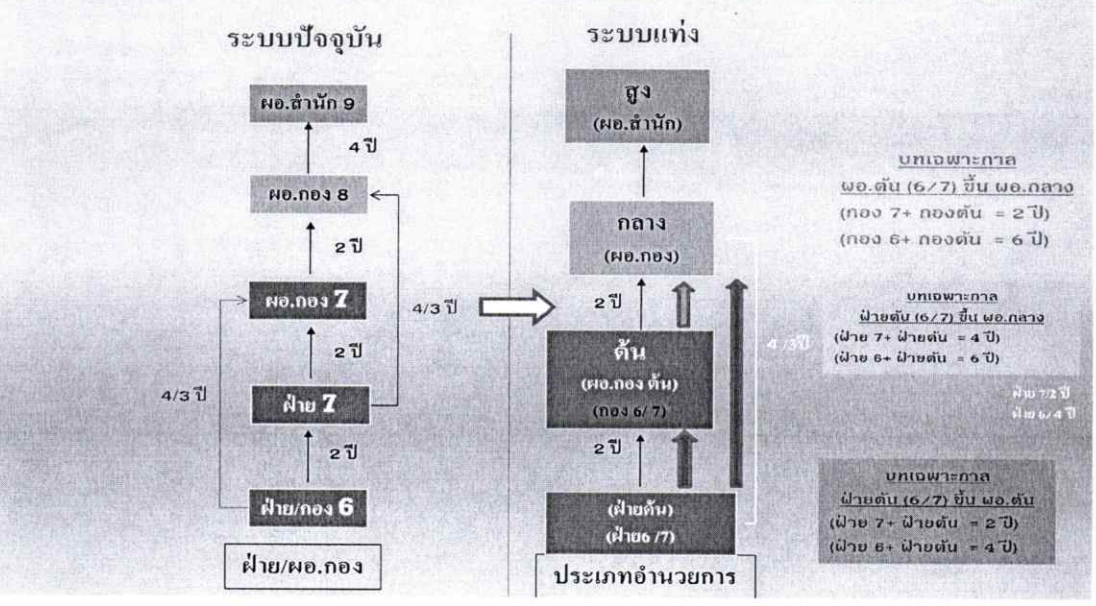 ระบบปัจจุบัน
ผอ.สำนัก 9
4 ปี
ผอ.กอง 8
2 ปี
ผอ.กอง 7
4/3 ปี
2 ปี
4/3 ปี
ฝ่าย 7
2 ปี
ฝ่าย/กอง 6
ฝ่าย/ผอ.กอง
ระบบแท่ง
สูง
(ผอ.สำนัก)
กลาง
(ผอ.กอง)
2 ปี
ต้น
(ผอ.กอง ต้น)
(กอง 6/ 7)
4 /3ปี
2 ปี
(ฝ่ายต้น)
(ฝ่าย6 /7)
ประเภทอำนวยการ
บทเฉพาะกาล
ผอ.ต้น (6/7) ขึ้น ผอ.กลาง
(กอง 7+ กองต้น = 2 ปี)
(กอง 6+ กองต้น = 6 ปี)
บทเฉพาะกาล
ฝ่ายต้น (6/7) ขึ้น ผอ.กลาง
(ฝ่าย 7+ ฝ่ายต้น = 4 ปี)
(ฝ่าย 6+ ฝ่ายต้น = 6 ปี)
ฝ่าย 7/2 ปี
ฝ่าย 6/4 ปี
บทเฉพาะกาล
ฝ่ายต้น (6/7) ขึ้น ผอ.ต้น
(ฝ่าย 7+ ฝ่ายต้น = 2 ปี)
(ฝ่าย 6+ ฝ่ายต้น = 4 ปี)